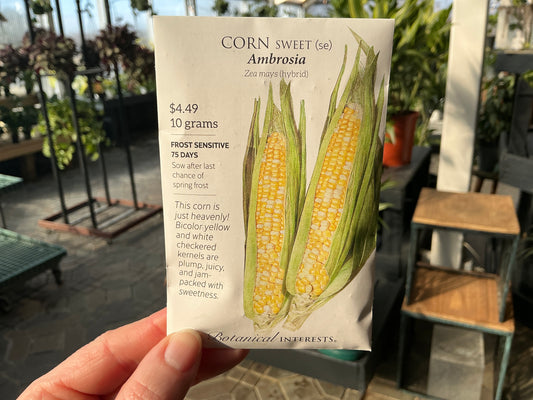 CORN SWEET (se)
Ambrosia
Zea mays (hybrid)
$4.49
10 grams
FROST SENSITIVE
75 DAYS
Sow after last
chance of
spring frost
This corn is
just heavenly!
Bicolor yellow
and white
checkered
kernels are
plump, juicy,
and jam-
packed with
sweetness.
Botanical INTERESTS®